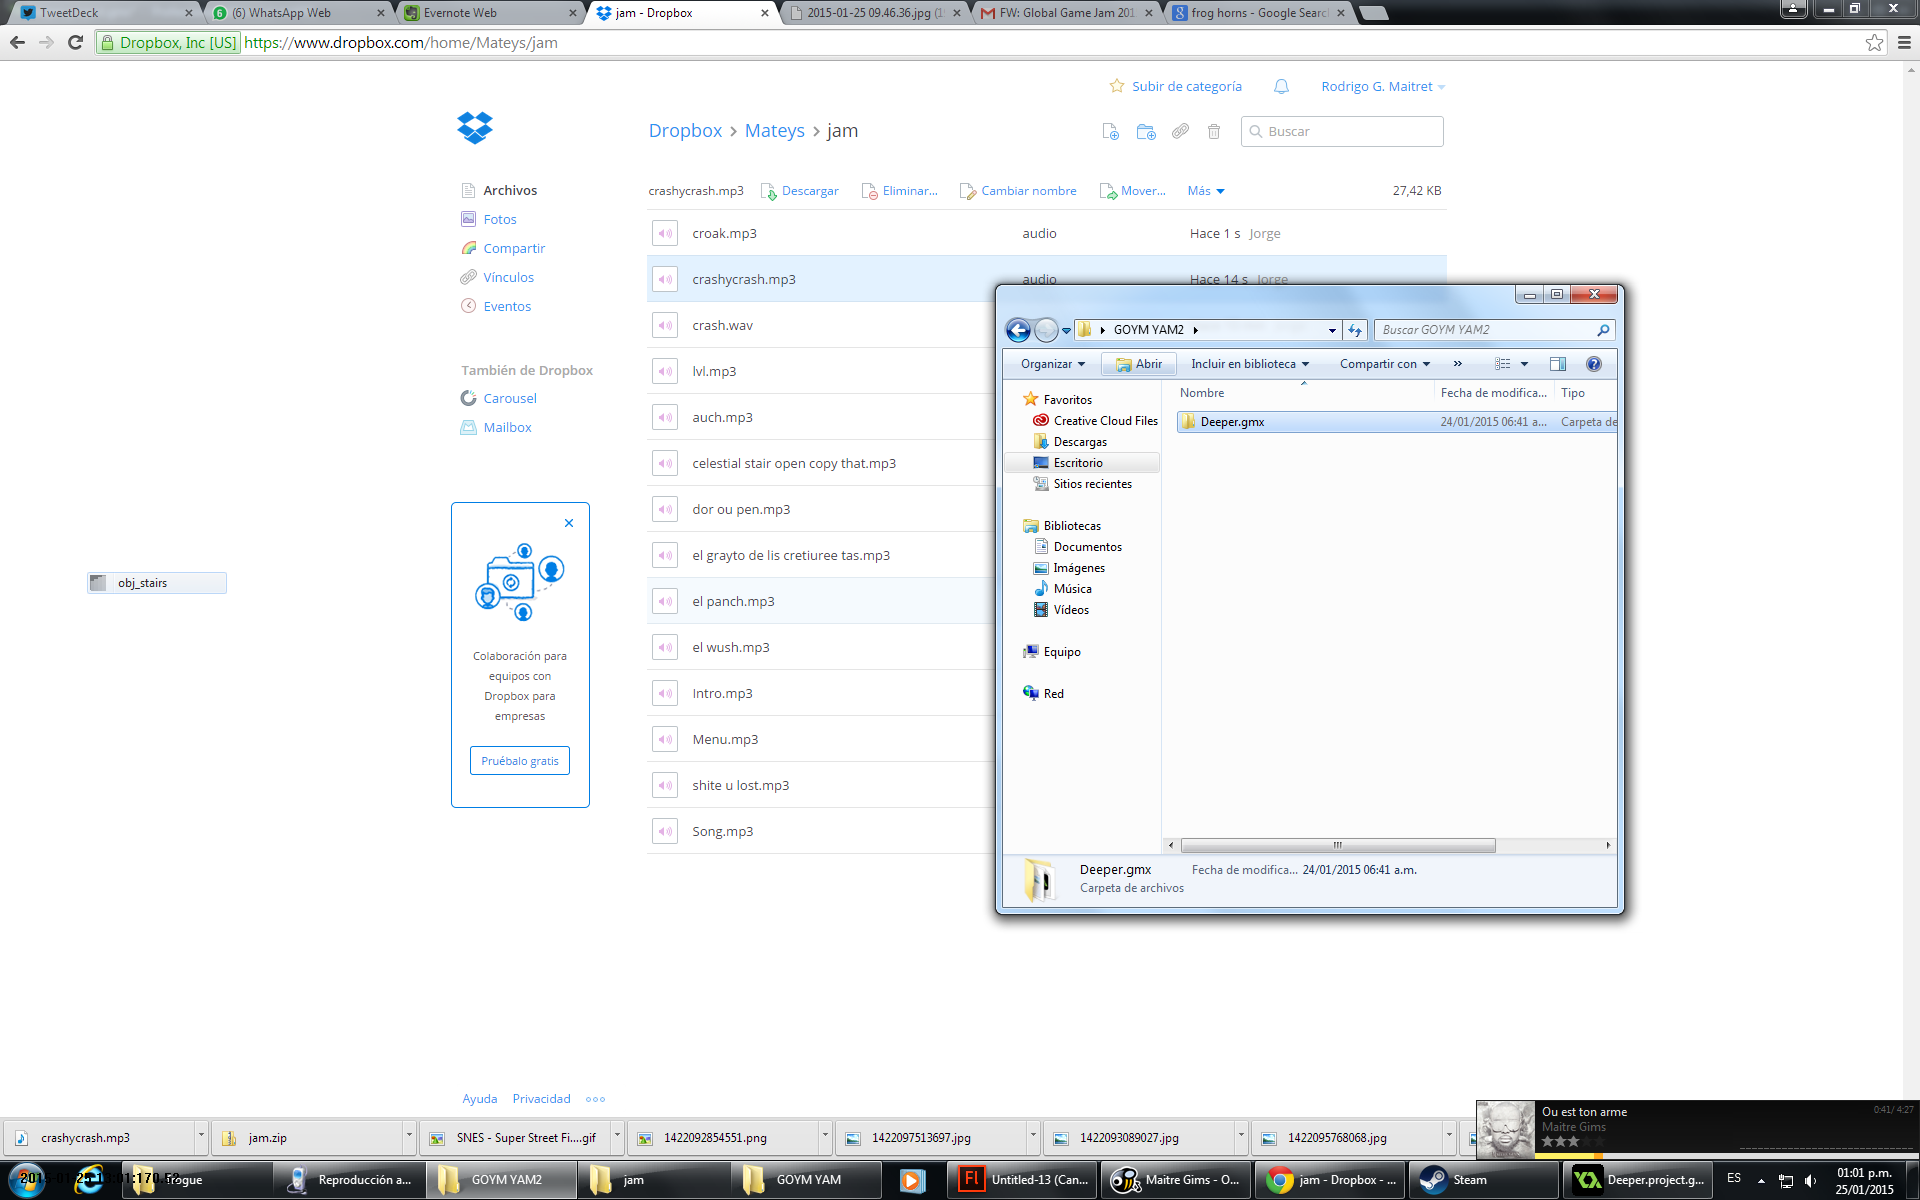 TweetDeck
(6) WhatsApp Web
Evernote Web
jam - Dropbox
2015-01-25 09.46.36.jpg (1
FW: Global Game Jam 201
frog horns - Google Searc
Dropbox, Inc [US]
https://www.dropbox.com/home/Mateys/jam
Subir de categoría
Rodrigo G. Maitret
Dropbox > Mateys > jam
Buscar
Archivos
Fotos
Compartir
Vínculos
Eventos
También de Dropbox
Carousel
Mailbox
Colaboración para
equipos con
Dropbox para
empresas
Pruébalo gratis
obj_stairs
crashycrash.mp3
Descargar
Eliminar...
Cambiar nombre
Mover...
Más
27,42 KB
croak.mp3 audio Hace 1 s Jorge
crashycrash.mp3 audio Hace 14 s Jorge
crash.wav
lvl.mp3
auch.mp3
celestial stair open copy that.mp3
dor ou pen.mp3
el grayto de lis cretiuree tas.mp3
el panch.mp3
el wush.mp3
Intro.mp3
Menu.mp3
shite u lost.mp3
Song.mp3
GOYM YAM2
Buscar GOYM YAM2
Organizar
Abrir
Incluir en biblioteca
Compartir con
»
Nombre
Fecha de modifica...
Tipo
Deeper.gmx 24/01/2015 06:41 a... Carpeta de
Favoritos
Creative Cloud Files
Descargas
Escritorio
Sitios recientes
Bibliotecas
Documentos
Imágenes
Música
Vídeos
Equipo
Red
Deeper.gmx Fecha de modifica... 24/01/2015 06:41 a.m.
Carpeta de archivos
Ayuda
Privacidad
crashycrash.mp3
jam.zip
SNES - Super Street Fi....gif
1422092854551.png
1422097513697.jpg
1422093089027.jpg
1422095768068.jpg
Ou est ton arme
Maitre Gims
0:41/ 4:27
Reproducción a...
GOYM YAM2
jam
GOYM YAM
Untitled-13 (Can...
Maitre Gims - O...
jam - Dropbox - ...
Steam
Deeper.project.g...
ES
01:01 p.m.
25/01/2015